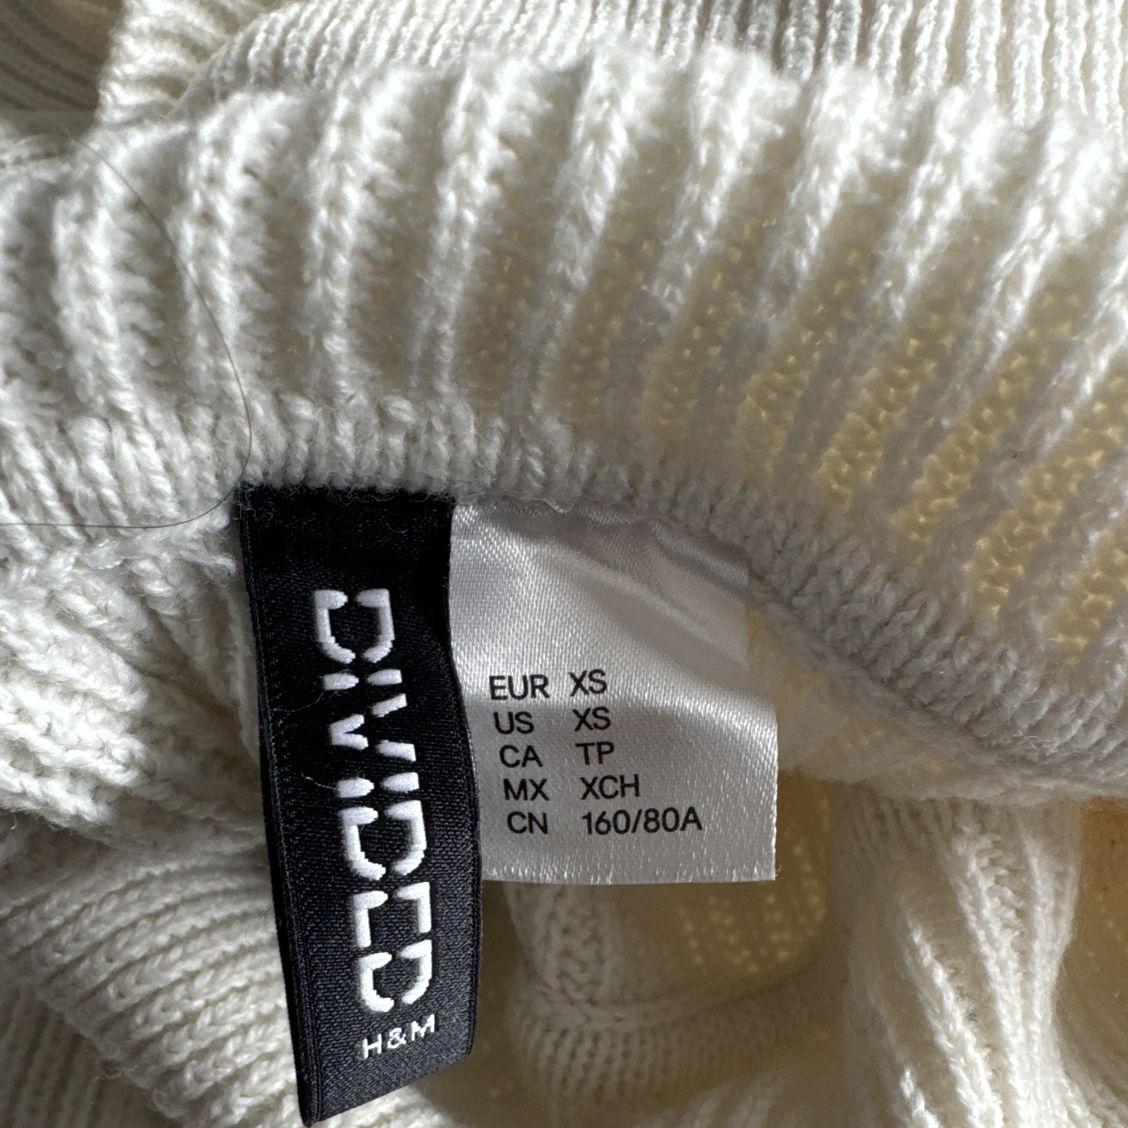 DIVIDED
H&M
EUR XS
US XS
CA TP
MX XCH
CN 160/80A